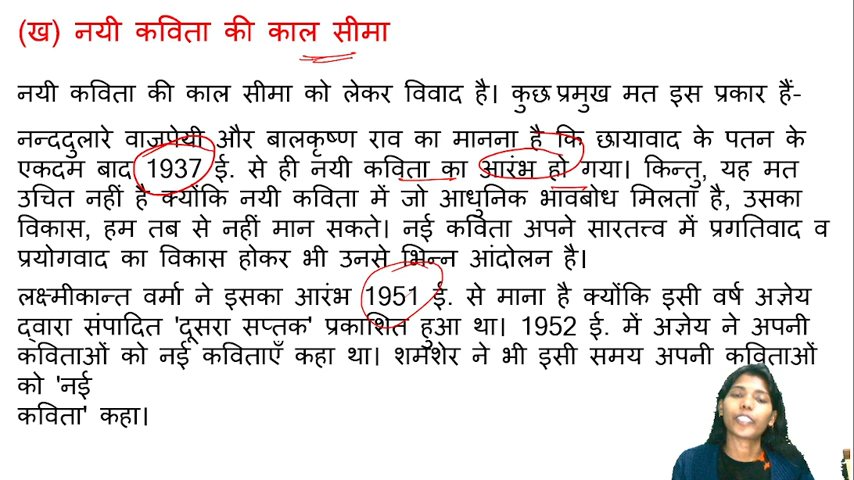 (ख) नयी कविता की काल सीमा
नयी कविता की काल सीमा को लेकर विवाद है। कुछ प्रमुख मत इस प्रकार हैं-
नन्ददुलारे वाजपेयी और बालकृष्ण राव का मानना है कि छायावाद के पतन के
एकदम बाद 1937 ई. से ही नयी कविता का आरंभ हो गया। किन्तु, यह मत
उचित नहीं है क्योंकि नयी कविता में जो आधुनिक भावबोध मिलता है, उसका
विकास, हम तब से नहीं मान सकते। नई कविता अपने सारतत्त्व में प्रगतिवाद व
प्रयोगवाद का विकास होकर भी उनसे भिन्न आंदोलन है।
लक्ष्मीकान्त वर्मा ने इसका आरंभ 1951 ई. से माना है क्योंकि इसी वर्ष अज्ञेय
द्वारा संपादित 'दूसरा सप्तक' प्रकाशित हुआ था। 1952 ई. में अज्ञेय ने अपनी
कविताओं को नई कविताएँ कहा था। शमशेर ने भी इसी समय अपनी कविताओं
को 'नई
कविता' कहा।